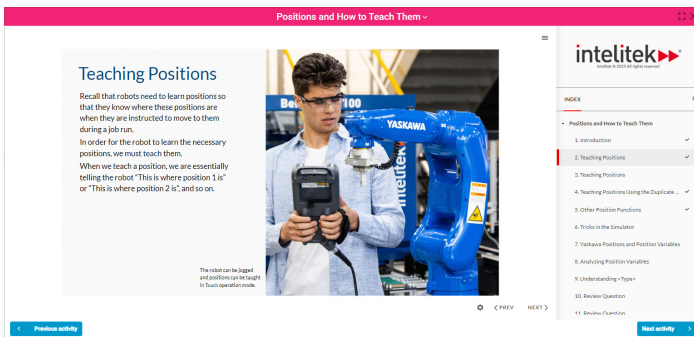 Positions and How to Teach Them
Teaching Positions
Recall that robots need to learn positions so
that they know where these positions are
when they are instructed to move to them
during a job run.
In order for the robot to learn the necessary
positions, we must teach them.
When we teach a position, we are essentially
telling the robot "This is where position 1 is"
or "This is where position 2 is", and so on.
The robot can be jogged
and positions can be taught
in Teach operation mode.
YASKAWA
intelitek
PREV
NEXT
intelitek
Intelitek © 2023 All rights reserved
INDEX
Positions and How to Teach Them
1. Introduction
2. Teaching Positions
3. Teaching Positions
4. Teaching Positions Using the Duplicate ...
5. Other Position Functions
6. Tricks in the Simulator
7. Yaskawa Positions and Position Variables
8. Analyzing Position Variables
9. Understanding <Type>
10. Review Question
11. Review Question
Previous activity
Next activity